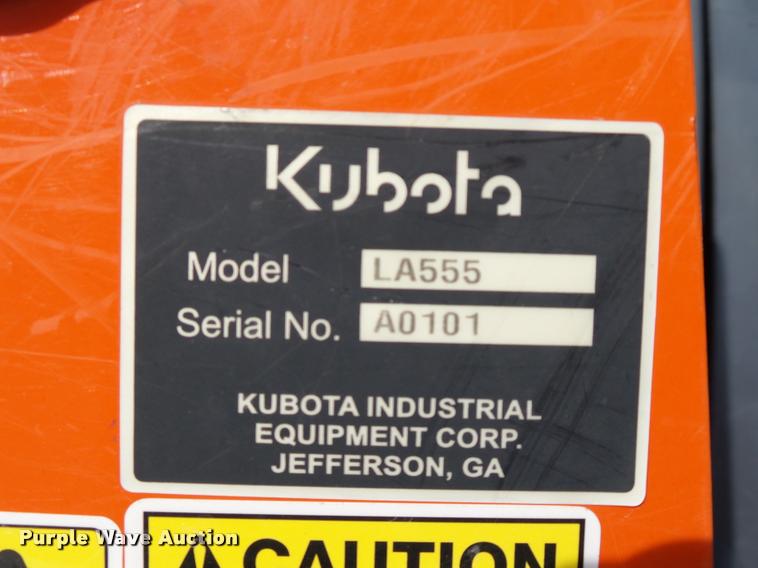 Kubota
Model LA555
Serial No. A0101
KUBOTA INDUSTRIAL
EQUIPMENT CORP.
JEFFERSON, GA
CAUTION
Purple Wave Auction